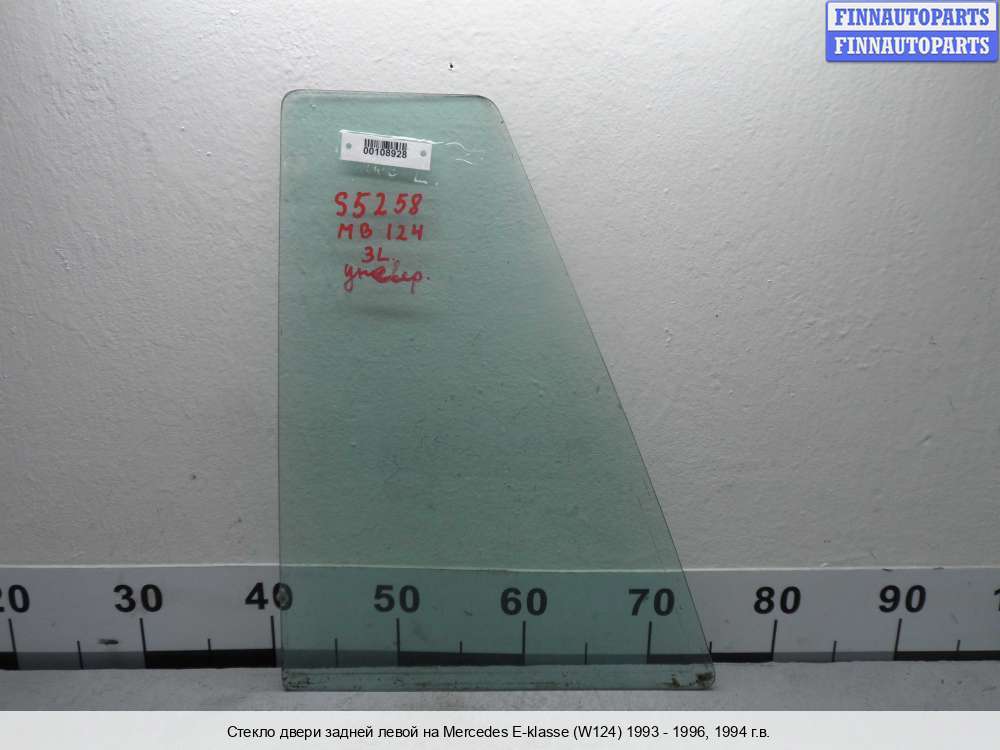 FINNAUTOPARTS
FINNAUTOPARTS
00108928
L.
S5258
MB 124
3L.
универ.
20 30 40 50 60 70 80 90
Стекло двери задней левой на Mercedes E-klasse (W124) 1993 - 1996, 1994 г.в.